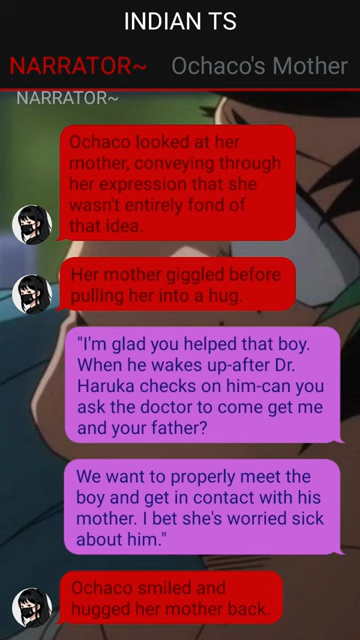 INDIAN TS
NARRATOR~ Ochaco's Mother
NARRATOR~
Ochaco looked at her
mother, conveying through
her expression that she
wasn't entirely fond of
that idea.
Her mother giggled before
pulling her into a hug.
"I'm glad you helped that boy.
When he wakes up-after Dr.
Haruka checks on him-can you
ask the doctor to come get me
and your father?
We want to properly meet the
boy and get in contact with his
mother. I bet she's worried sick
about him."
Ochaco smiled and
hugged her mother back.